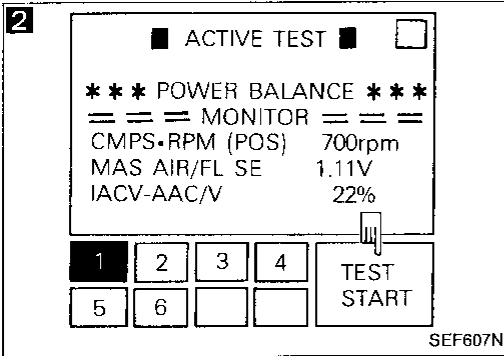 2
■ ACTIVE TEST ■
*** POWER BALANCE ***
=== MONITOR ===
CMPS•RPM (POS) 700rpm
MAS AIR/FL SE 1.11V
IACV-AAC/V 22%
1 2 3 4
TEST
START
5 6
SEF607N